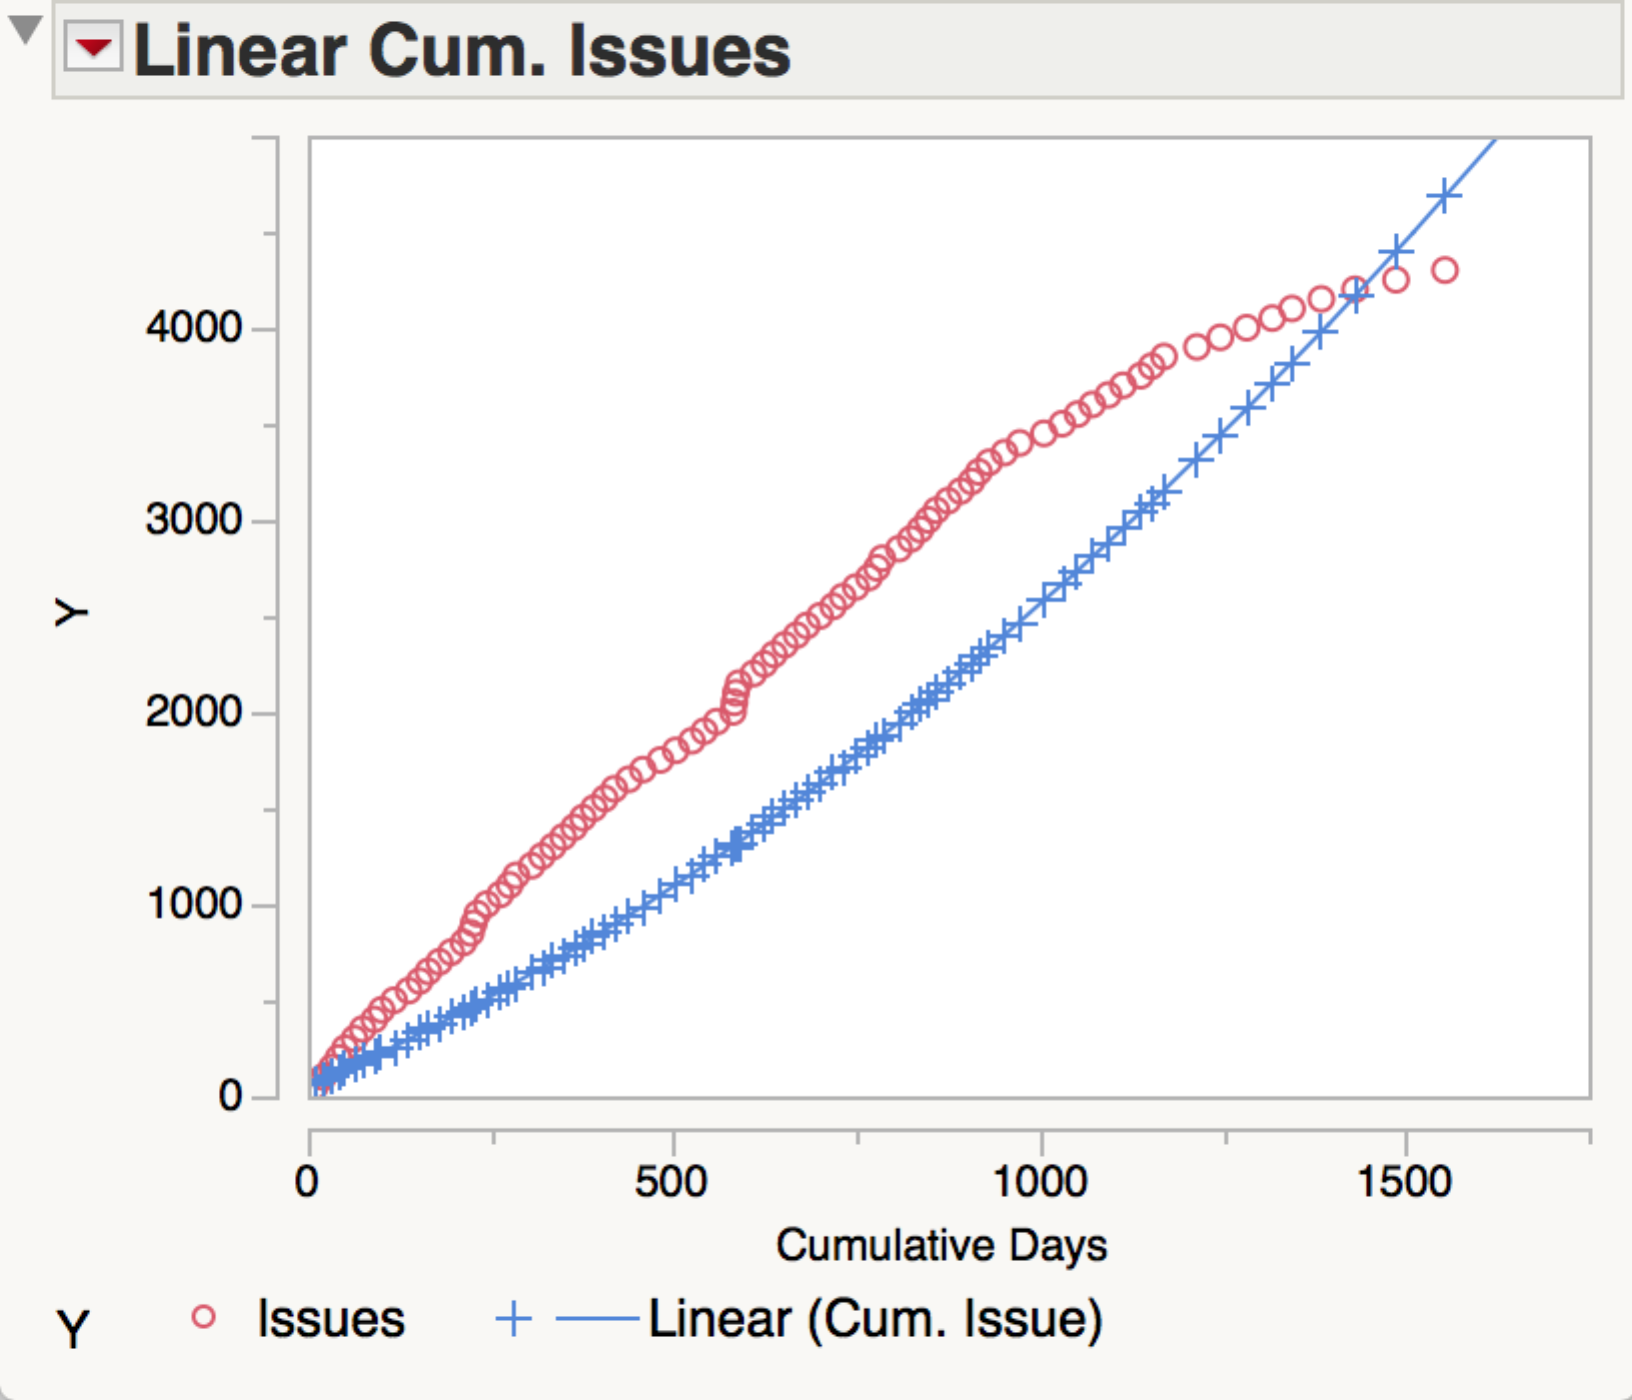 Linear Cum. Issues
4000
3000
2000
1000
0
Y
0 500 1000 1500
Cumulative Days
Y Issues Linear (Cum. Issue)